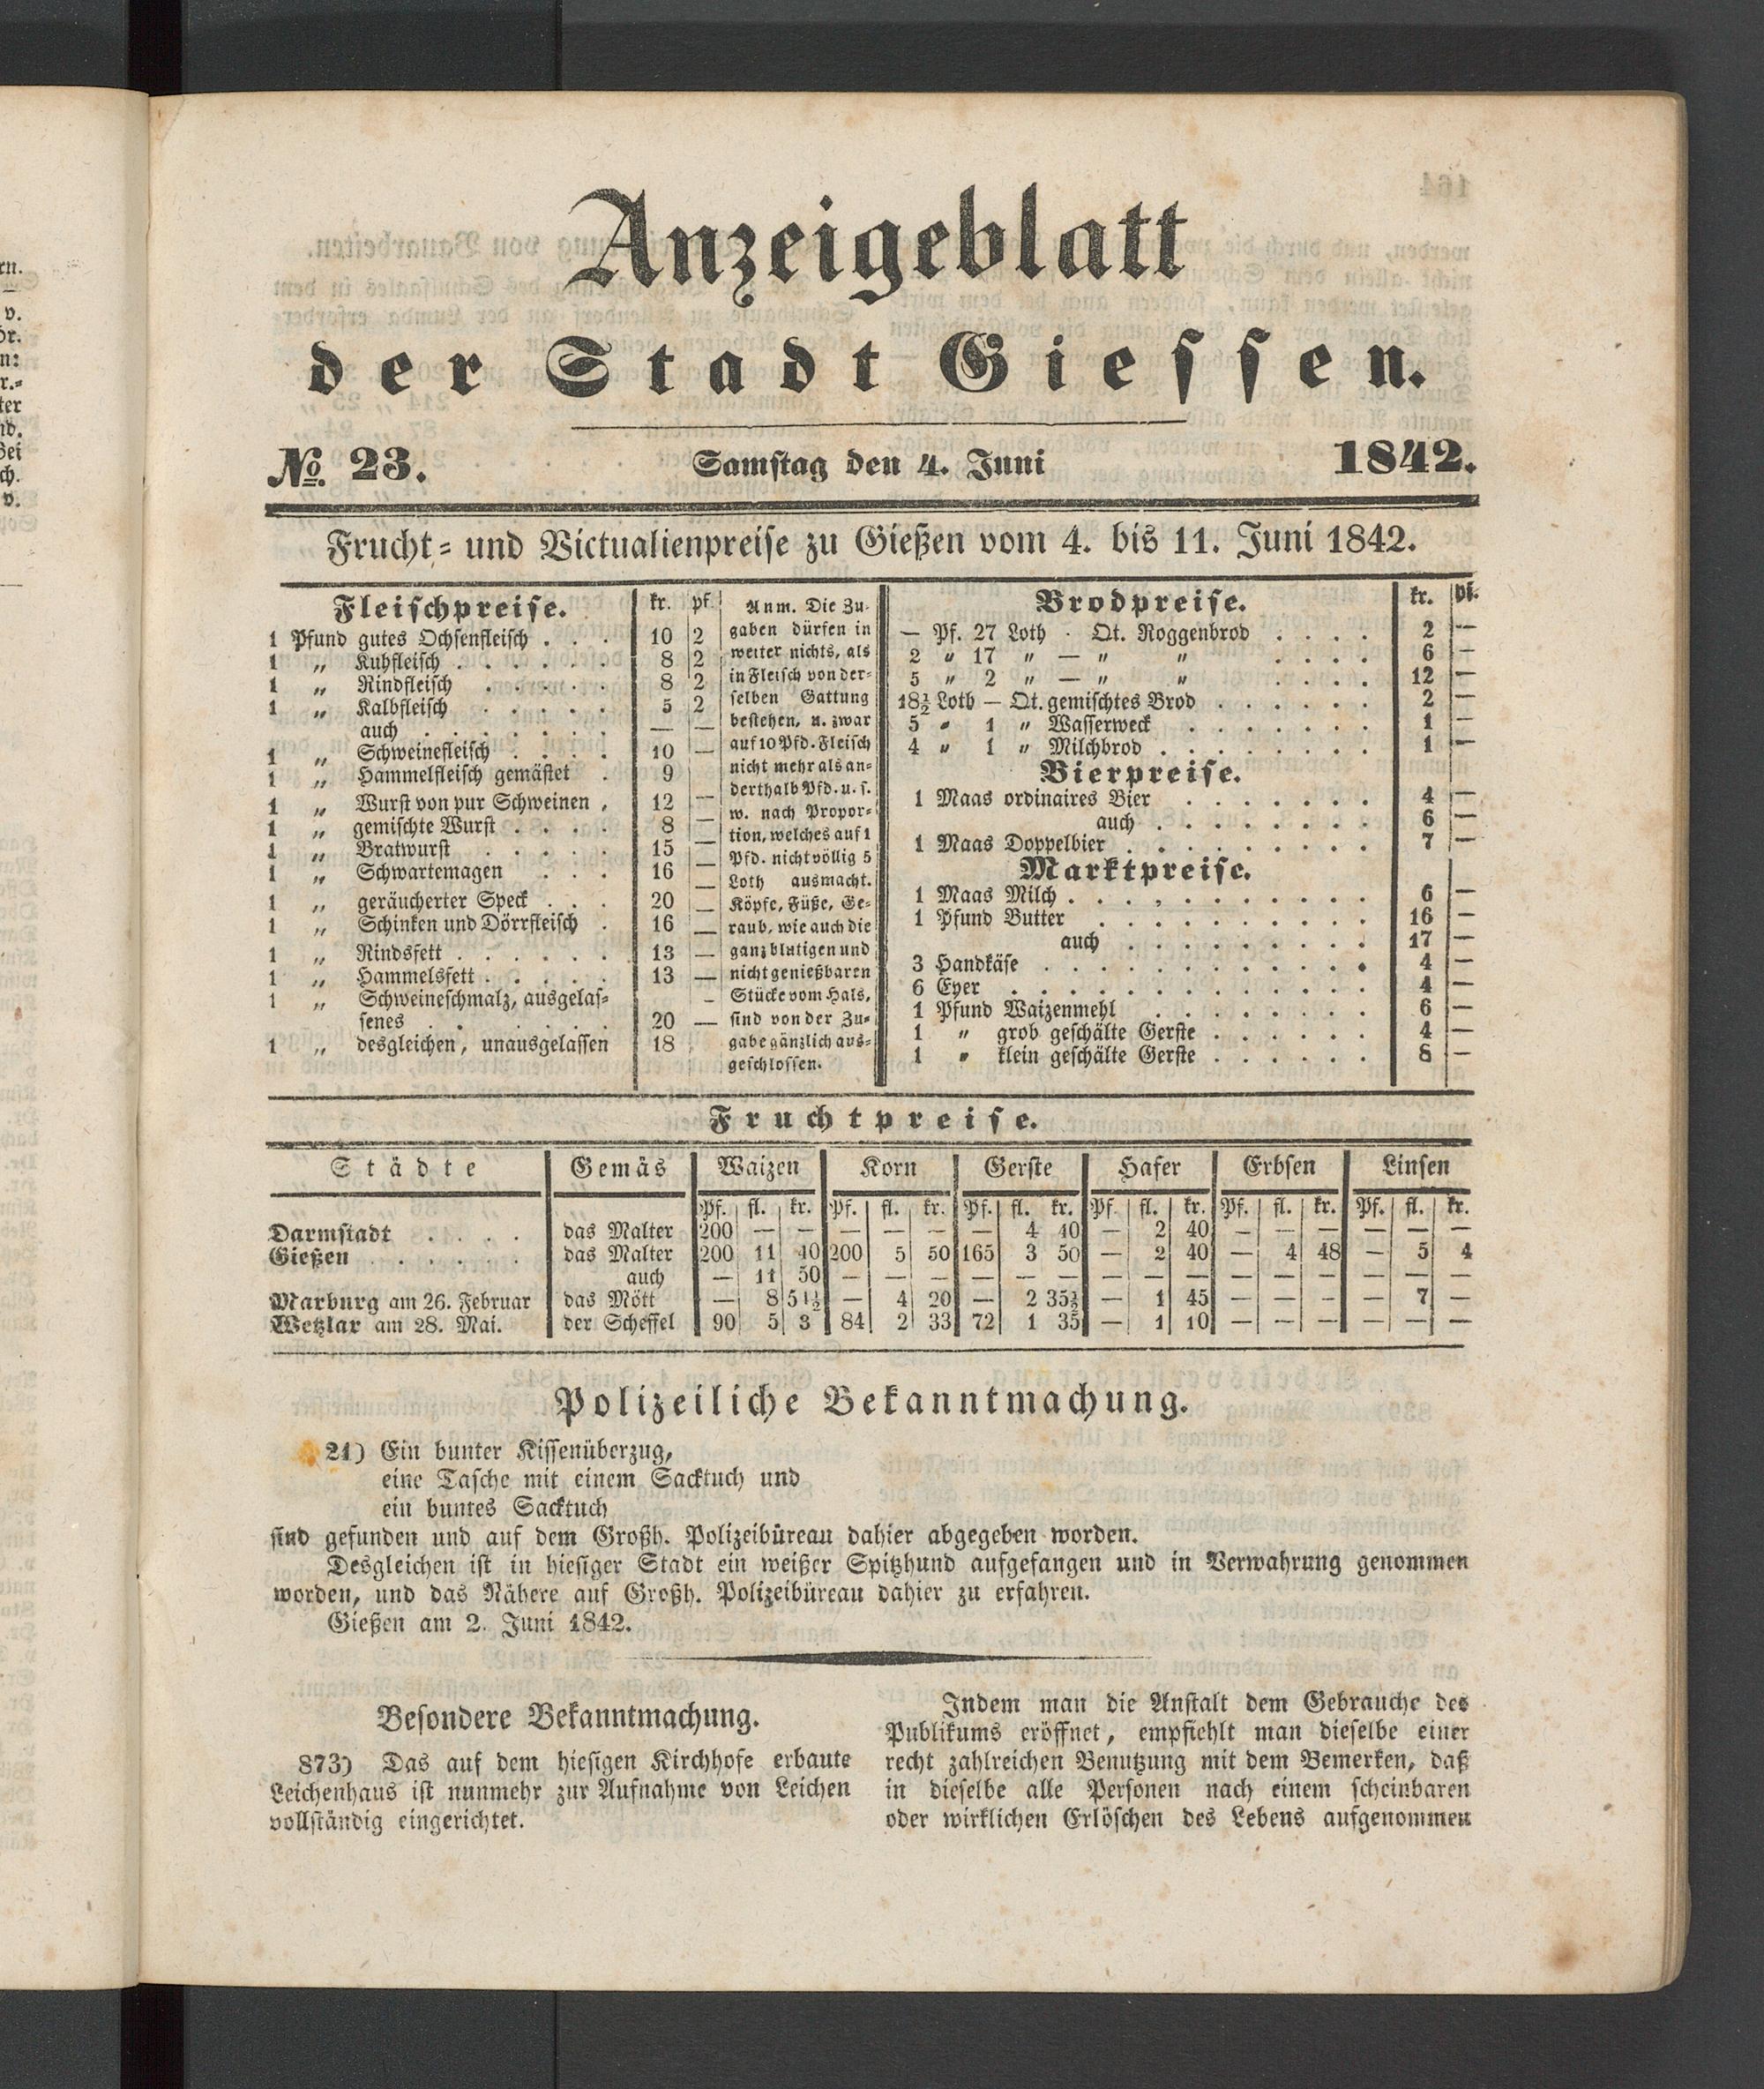 Anzeigeblatt
der Stadt Giessen.
No. 23. Samstag den 4. Juni 1842.
Frucht- und Victualienpreise zu Gießen vom 4. bis 11. Juni 1842.
Fleischpreise. kr. pf.
1 Pfund gutes Ochsenfleisch . . . 10 2
1 „ Kuhfleisch . . . . . . 8 2
1 „ Rindfleisch . . . . . 8 2
1 „ Kalbfleisch . . . . . 5 2
auch . . . . . . . — —
1 „ Schweinefleisch . . . . 10 —
1 „ Hammelfleisch gemästet . 9 —
1 „ Wurst von pur Schweinen , 12 —
1 „ gemischte Wurst . . . . 8 —
1 „ Bratwurst . . . . . 15 —
1 „ Schwartemagen . . . 16 —
1 „ geräucherter Speck . . . 20 —
1 „ Schinken und Dörrfleisch . 16 —
1 „ Rindsfett . . . . . . 13 —
1 „ Hammelsfett . . . . . 13 —
1 „ Schweineschmalz, ausgelas-
senes . . . . . . 20 —
1 „ desgleichen, unausgelassen 18
Anm. Die Zu-
gaben dürfen in
weiter nichts, als
in Fleisch von der-
selben Gattung
bestehen, u. zwar
auf 10 Pfd. Fleisch
nicht mehr als an-
derthalb Pfd. u. s.
w. nach Propor-
tion, welches auf 1
Pfd. nicht völlig 5
Loth ausmacht.
Köpfe, Füße, Ge-
raub, wie auch die
ganz blutigen und
nicht genießbaren
Stücke vom Hals,
sind von der Zu-
gabe gänzlich aus-
geschlossen.
Brodpreise. kr. pf.
— Pf. 27 Loth · Qt. Roggenbrod . . . . 2 —
2 „ 17 „ — „ „ . . . . 6 —
5 „ 2 „ — „ „ . . . . 12 —
18½ Loth — Qt. gemischtes Brod . . . . . . 2 —
5 „ 1 „ Wasserweck . . . . . . . 1 —
4 „ 1 „ Milchbrod . . . . . . . . 1 —
Bierpreise.
1 Maas ordinaires Bier . . . . . . . 4 —
auch . . . . . . . . 6 —
1 Maas Doppelbier . . . . . . . . . 7 —
Marktpreise.
1 Maas Milch . . . . . . . . . . . 6 —
1 Pfund Butter . . . . . . . . . . 16 —
auch . . . . . . . . . 17 —
3 Handkäse . . . . . . . . . . . . 4 —
6 Eyer . . . . . . . . . . . . . 4 —
1 Pfund Waizenmehl . . . . . . . . 6 —
1 „ grob geschälte Gerste . . . . . . 4 —
1 „ klein geschälte Gerste . . . . . . 8 —
Fruchtpreise.
Städte Gemäs Waizen Korn Gerste Hafer Erbsen Linsen
Pf. fl. kr. Pf. fl. kr. Pf. fl. kr. Pf. fl. kr. Pf. fl. kr. Pf. fl. kr.
Darmstadt . . . . das Malter 200 — — — — — — 4 40 — 2 40 — — — — — —
Gießen . . . . . . das Malter 200 11 40 200 5 50 165 3 50 — 2 40 — 4 48 — 5 4
auch — 11 50 — — — — — — — — — — — — — — —
Marburg am 26. Februar das Mött — 8 51½ — 4 20 — 2 35½ — 1 45 — — — — 7 —
Wetzlar am 28. Mai. der Scheffel 90 5 3 84 2 33 72 1 35 — 1 10 — — — — — —
Polizeiliche Bekanntmachung.
21) Ein bunter Kissenüberzug,
eine Tasche mit einem Sacktuch und
ein buntes Sacktuch
sind gefunden und auf dem Großh. Polizeibüreau dahier abgegeben worden.
Desgleichen ist in hiesiger Stadt ein weißer Spitzhund aufgefangen und in Verwahrung genommen
worden, und das Nähere auf Großh. Polizeibüreau dahier zu erfahren.
Gießen am 2. Juni 1842.
Besondere Bekanntmachung.
873) Das auf dem hiesigen Kirchhofe erbaute
Leichenhaus ist nunmehr zur Aufnahme von Leichen
vollständig eingerichtet.
Indem man die Anstalt dem Gebrauche des
Publikums eröffnet, empfiehlt man dieselbe einer
recht zahlreichen Benutzung mit dem Bemerken, daß
in dieselbe alle Personen nach einem scheinbaren
oder wirklichen Erlöschen des Lebens aufgenommen